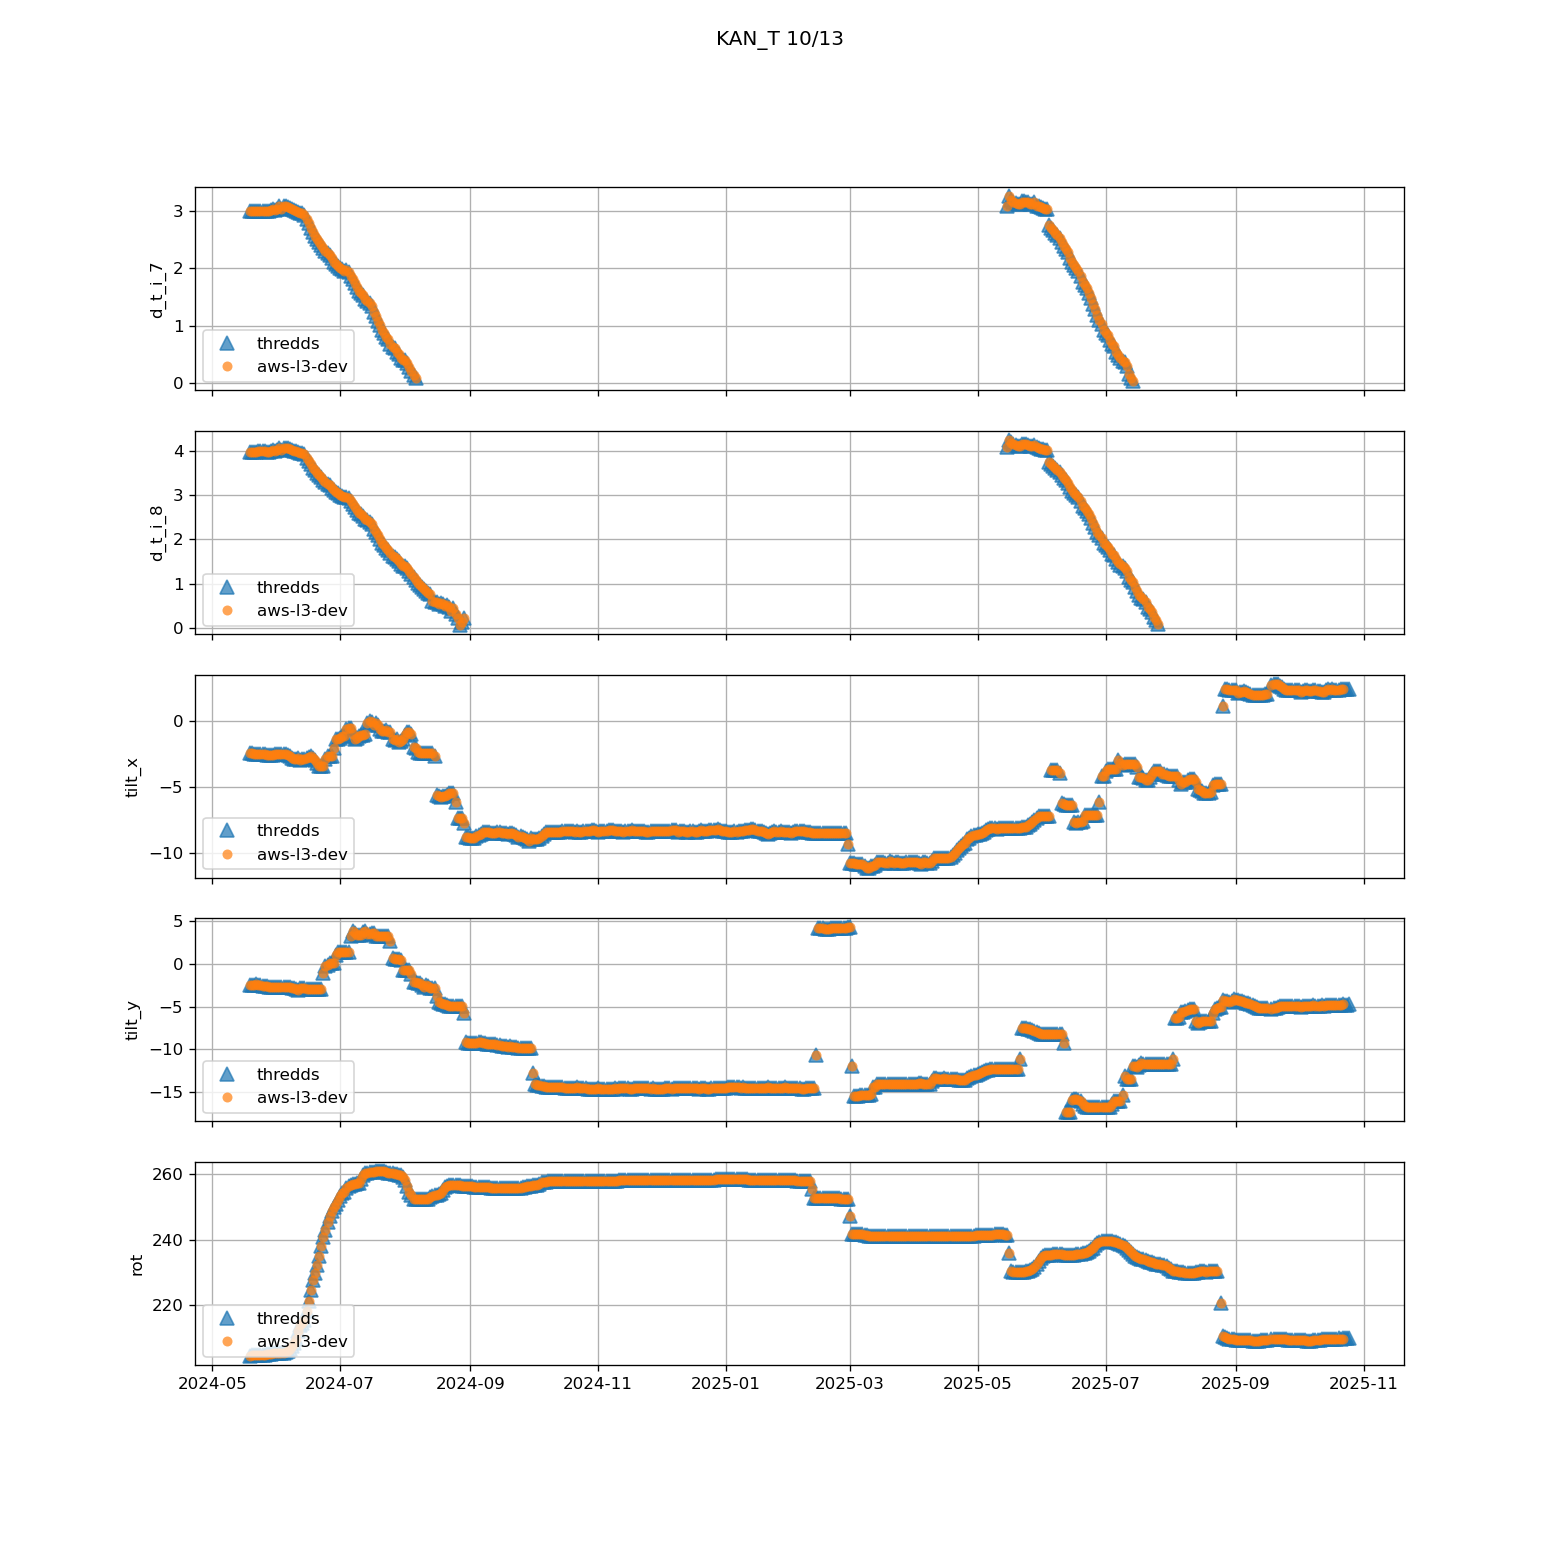 KAN_T 10/13
3
2
1
0
d_t_i_7
thredds
aws-l3-dev
4
3
2
1
0
d_t_i_8
thredds
aws-l3-dev
0
−5
−10
tilt_x
thredds
aws-l3-dev
5
0
−5
−10
−15
tilt_y
thredds
aws-l3-dev
260
240
220
rot
thredds
aws-l3-dev
2024-05 2024-07 2024-09 2024-11 2025-01 2025-03 2025-05 2025-07 2025-09 2025-11